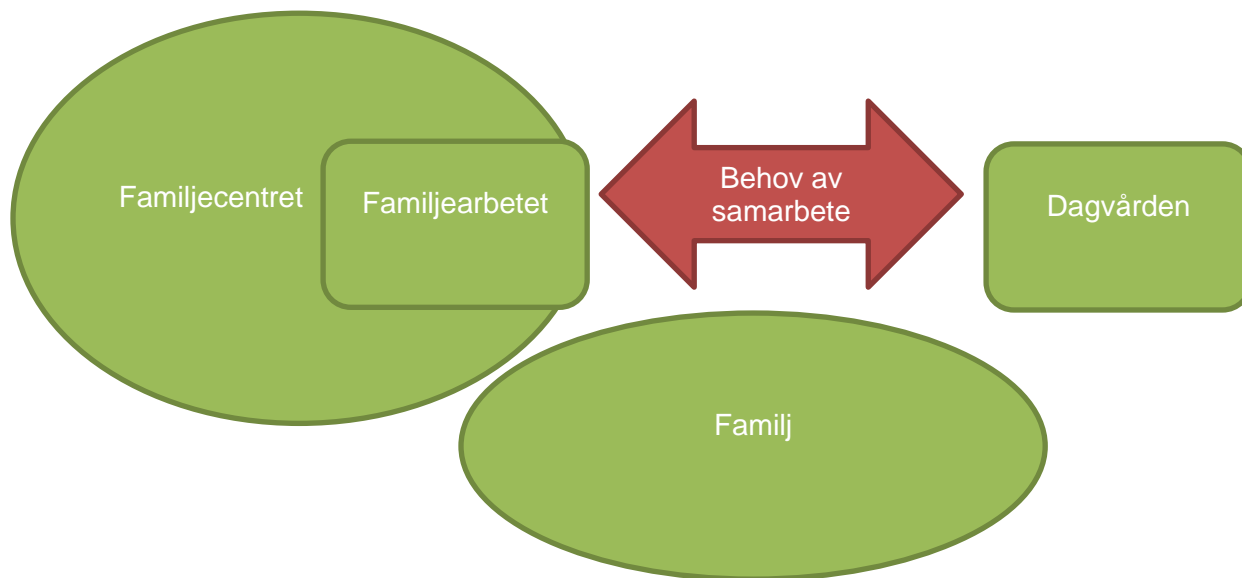 Familjecentret
Familjearbetet
Behov av
samarbete
Dagvården
Familj